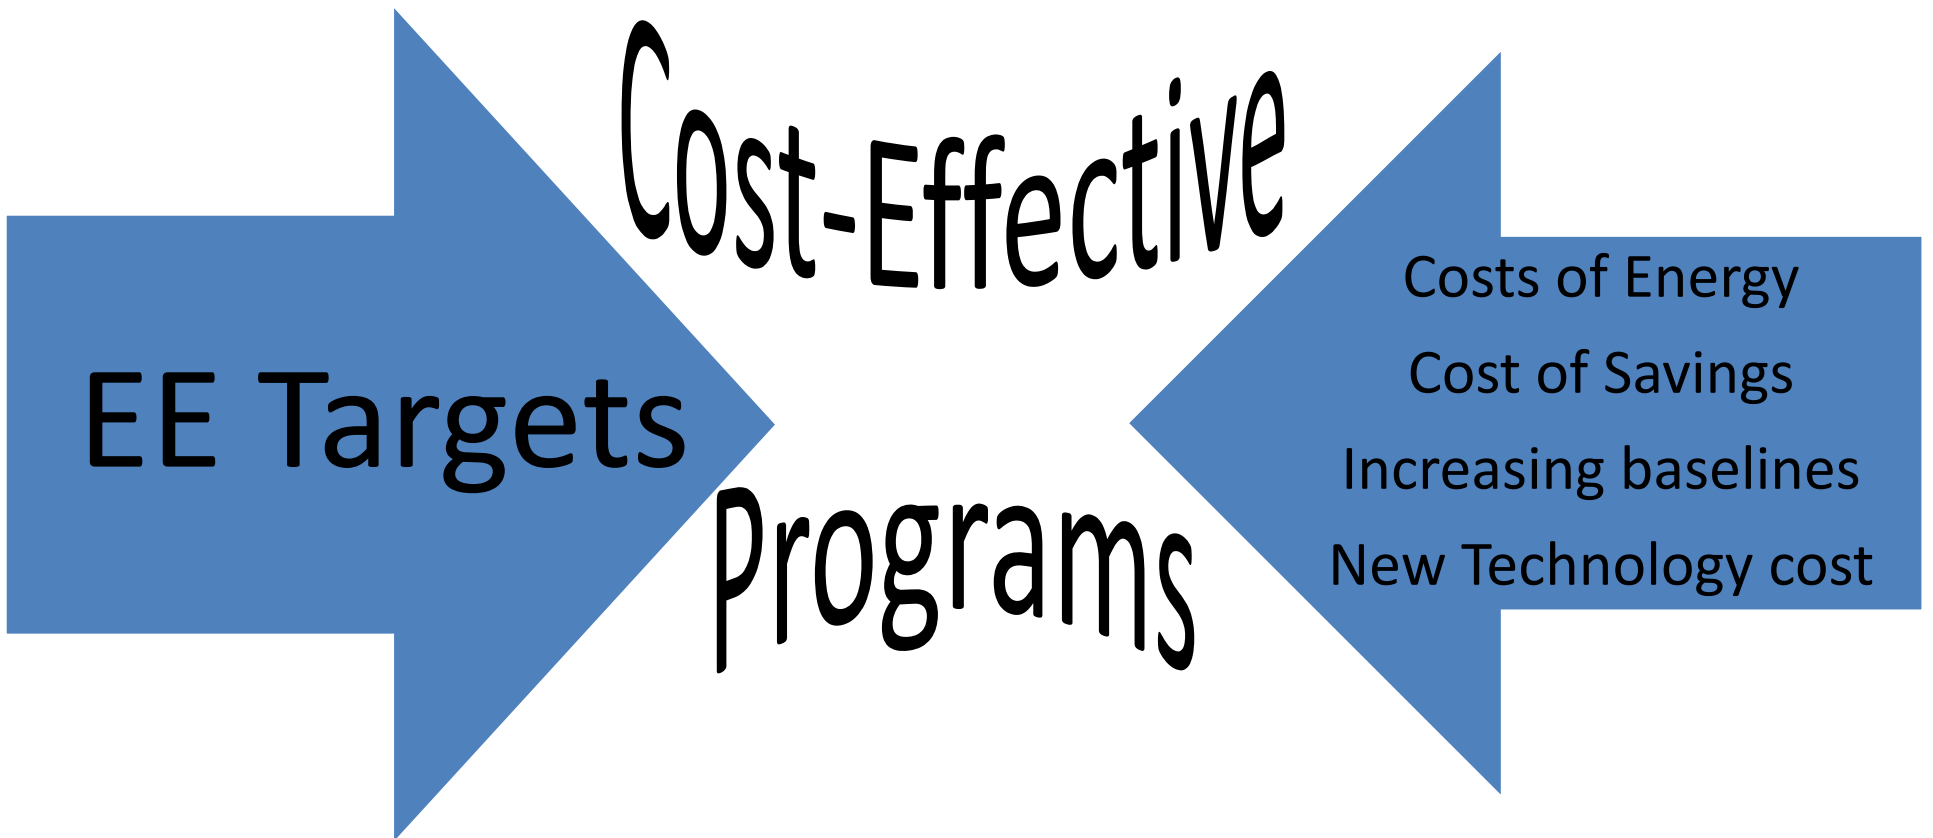 Cost-Effective
Programs
EE Targets
Costs of Energy
Cost of Savings
Increasing baselines
New Technology cost